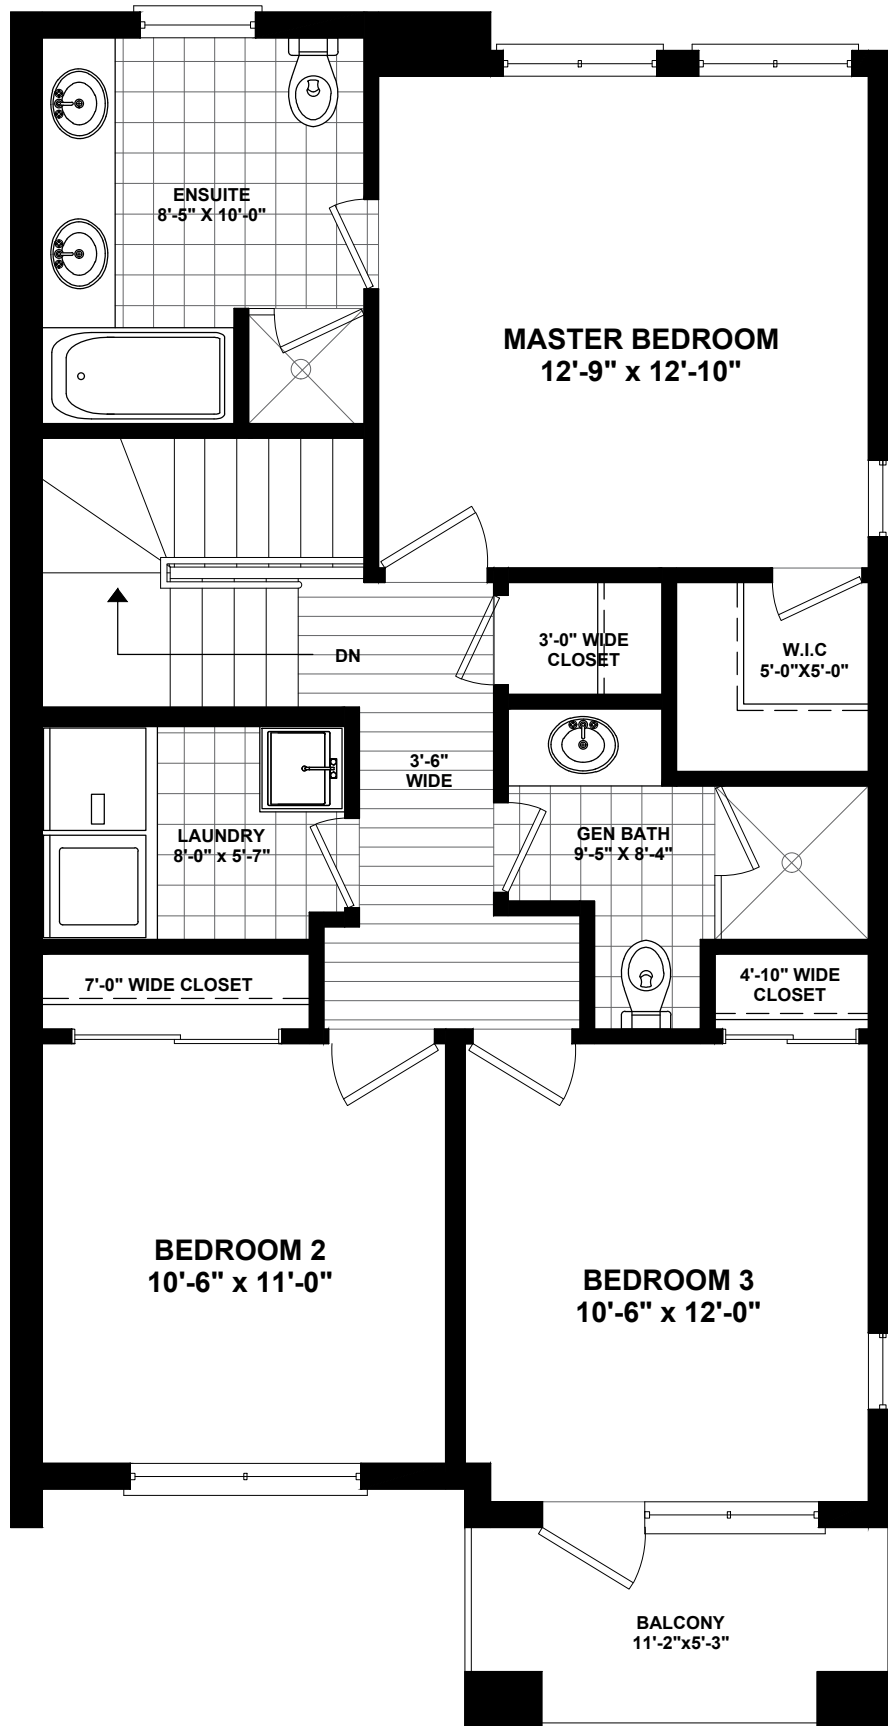 ENSUITE
8'-5" X 10'-0"
MASTER BEDROOM
12'-9" x 12'-10"
3'-0" WIDE
CLOSET
W.I.C
5'-0"X5'-0"
DN
3'-6"
WIDE
LAUNDRY
8'-0" x 5'-7"
GEN BATH
9'-5" X 8'-4"
7'-0" WIDE CLOSET
4'-10" WIDE
CLOSET
BEDROOM 2
10'-6" x 11'-0"
BEDROOM 3
10'-6" x 12'-0"
BALCONY
11'-2"x5'-3"